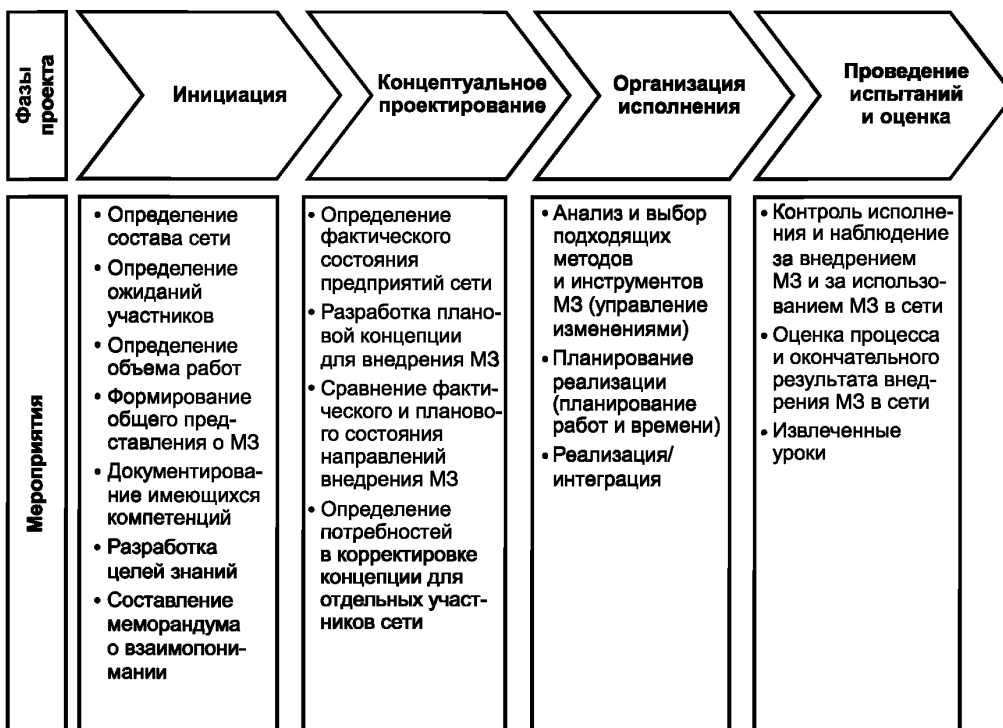 Фазы
проекта
Инициация
Концептуальное
проектирование
Организация
исполнения
Проведение
испытаний
и оценка
Мероприятия
• Определение
состава сети
• Определение
ожиданий
участников
• Определение
объема работ
• Формирование
общего пред-
ставления о МЗ
• Документирова-
ние имеющихся
компетенций
• Разработка
целей знаний
• Составление
меморандума
о взаимопони-
мании
• Определение
фактического
состояния
предприятий сети
• Разработка плано-
вой концепции
для внедрения МЗ
• Сравнение факти-
ческого и планово-
го состояния
направлений
внедрения МЗ
• Определение
потребностей
в корректировке
концепции для
отдельных участ-
ников сети
• Анализ и выбор
подходящих
методов
и инструментов
МЗ (управление
изменениями)
• Планирование
реализации
(планирование
работ и времени)
• Реализация/
интеграция
• Контроль исполне-
ния и наблюдение
за внедрением
МЗ и за использо-
ванием МЗ в сети
• Оценка процесса
и окончательного
результата внед-
рения МЗ в сети
• Извлеченные
уроки